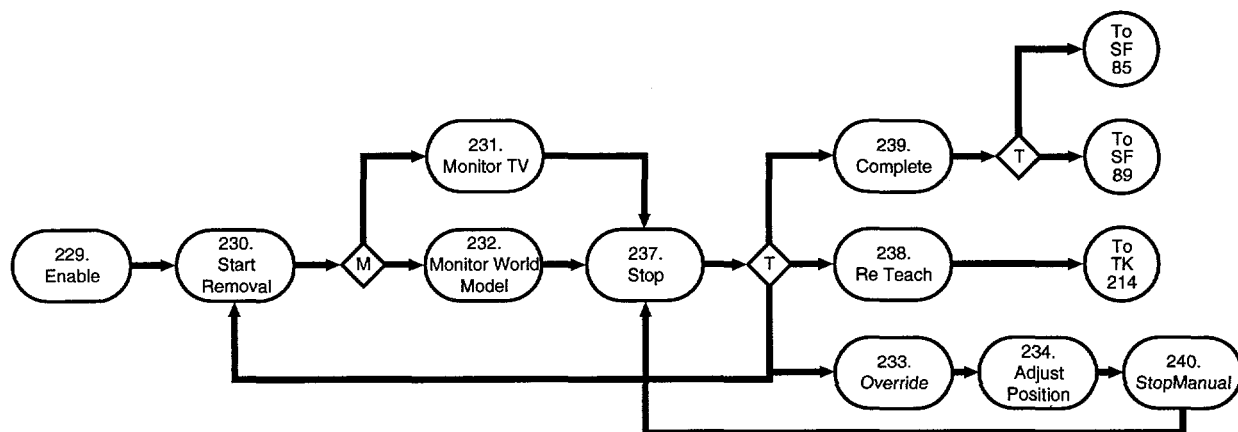 To
SF
85
231.
Monitor TV
239.
Complete
T
To
SF
89
229.
Enable
230.
Start
Removal
M
232.
Monitor World
Model
237.
Stop
T
238.
Re Teach
To
TK
214
233.
Override
234.
Adjust
Position
240.
StopManual